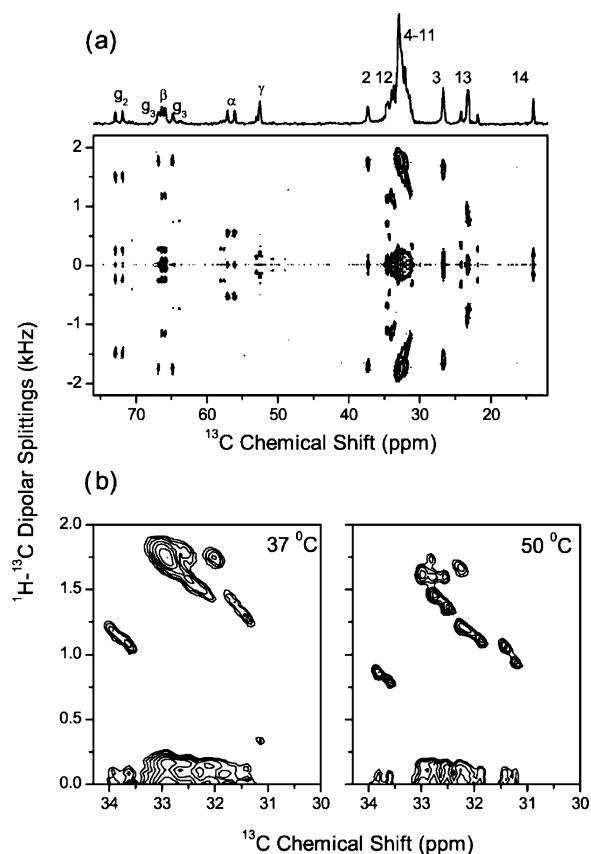 (a)
4-11
2
12
3
13
14
g₂
g₃
β
g₃
α
γ
2
1
0
-1
-2
70
60
50
40
30
20
¹³C Chemical Shift (ppm)
¹H-¹³C Dipolar Splittings (kHz)
(b)
2.0
1.5
1.0
0.5
0.0
37 ⁰C
50 ⁰C
34
33
32
31
30
34
33
32
31
30
¹³C Chemical Shift (ppm)